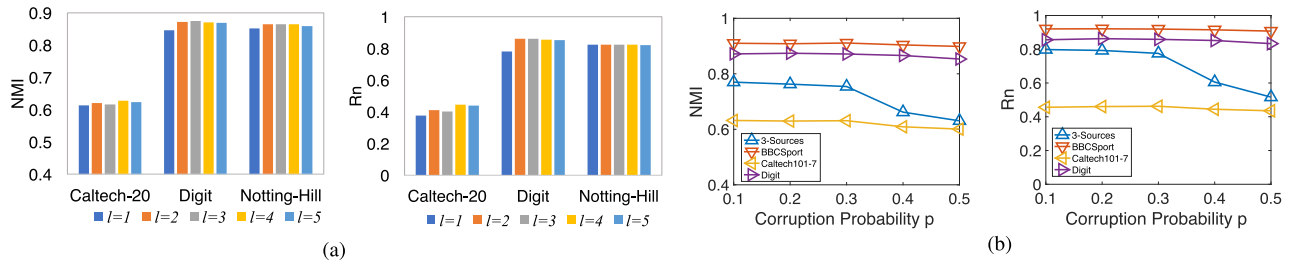 0.9
0.8
0.7
0.6
0.5
0.4
NMI
Caltech-20 Digit Notting-Hill
l=1 l=2 l=3 l=4 l=5
1
0.8
0.6
0.4
0.2
0
Rn
Caltech-20 Digit Notting-Hill
l=1 l=2 l=3 l=4 l=5
(a)
1
0.8
0.6
0.4
NMI
3-Sources
BBCSport
Caltech101-7
Digit
0.1 0.2 0.3 0.4 0.5
Corruption Probability p
1
0.8
0.6
0.4
0.2
0
Rn
3-Sources
BBCSport
Caltech101-7
Digit
0.1 0.2 0.3 0.4 0.5
Corruption Probability p
(b)